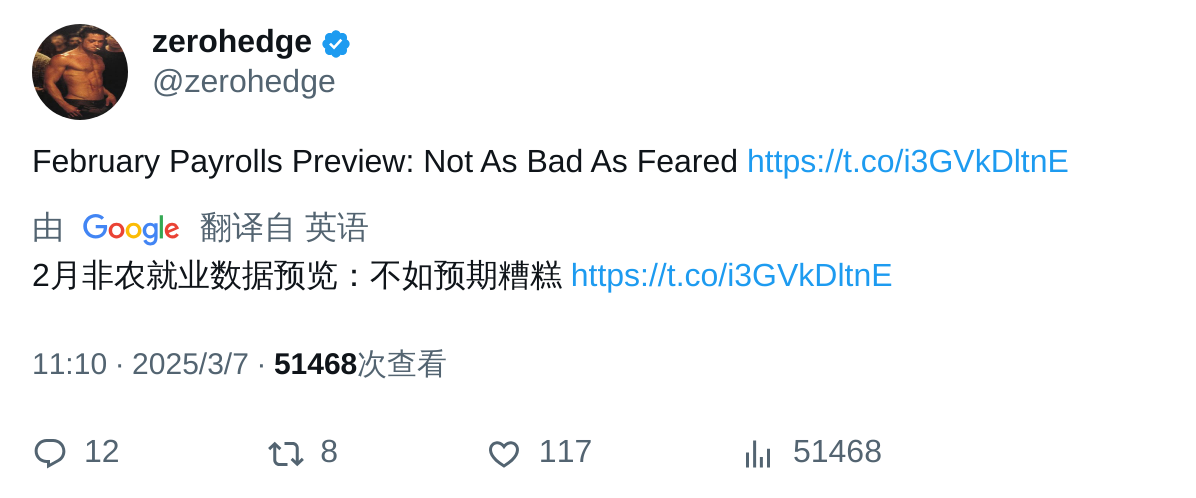 zerohedge
@zerohedge
February Payrolls Preview: Not As Bad As Feared https://t.co/i3GVkDltnE
由 Google 翻译自 英语
2月非农就业数据预览：不如预期糟糕 https://t.co/i3GVkDltnE
11:10 · 2025/3/7 · 51468次查看
12 8 117 51468